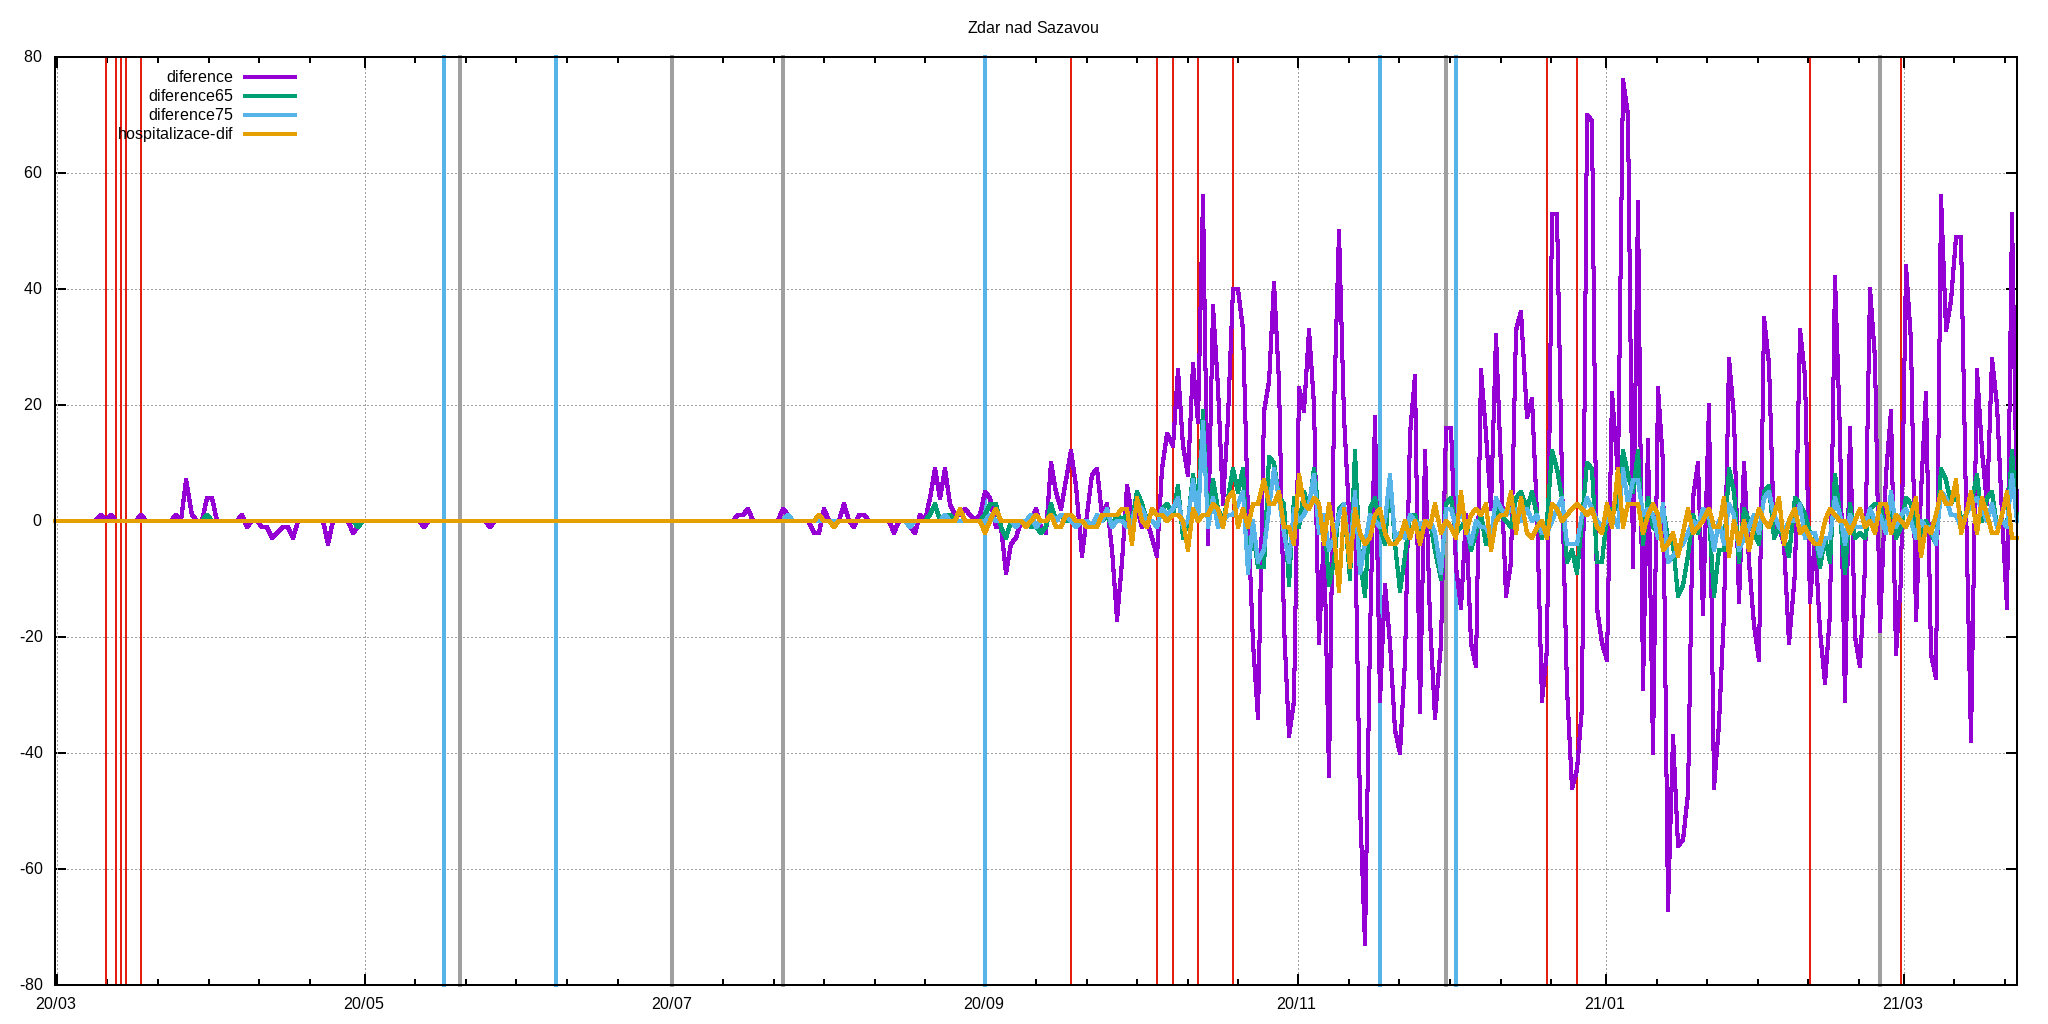 Zdar nad Sazavou
80
60
40
20
0
-20
-40
-60
-80
diference
diference65
diference75
hospitalizace-dif
20/03 20/05 20/07 20/09 20/11 21/01 21/03